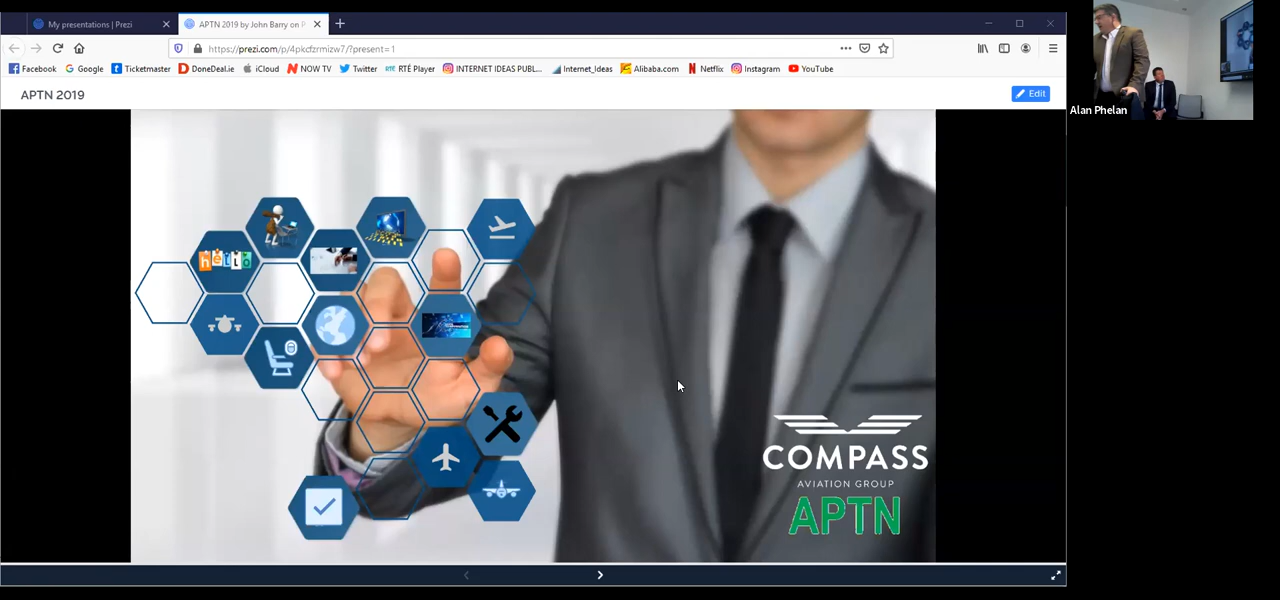 My presentations | Prezi
APTN 2019 by John Barry on P
https://prezi.com/p/4pkcfzrmizw7/?present=1
Facebook
Google
Ticketmaster
DoneDeal.ie
iCloud
NOW TV
Twitter
RTÉ Player
INTERNET IDEAS PUBL...
Internet_Ideas
Alibaba.com
Netflix
Instagram
YouTube
APTN 2019
Edit
Alan Phelan
hello
COMPASS
AVIATION GROUP
APTN